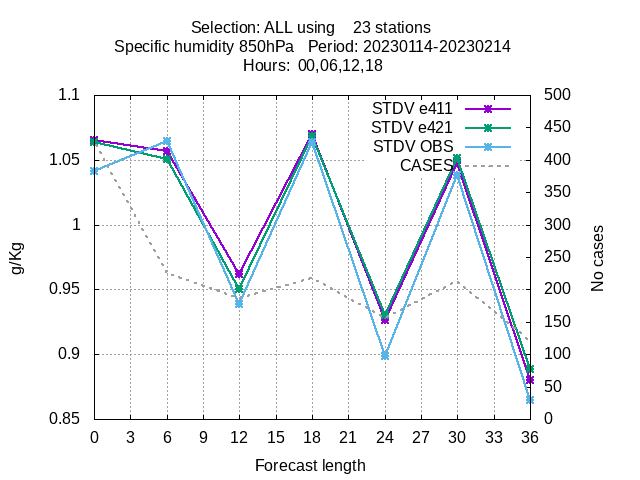 Selection: ALL using    23 stations
Specific humidity 850hPa   Period: 20230114-20230214
Hours:  00,06,12,18
STDV e411
STDV e421
STDV OBS
CASES
1.1
1.05
1
0.95
0.9
0.85
g/Kg
500
450
400
350
300
250
200
150
100
50
0
No cases
0 3 6 9 12 15 18 21 24 27 30 33 36
Forecast length